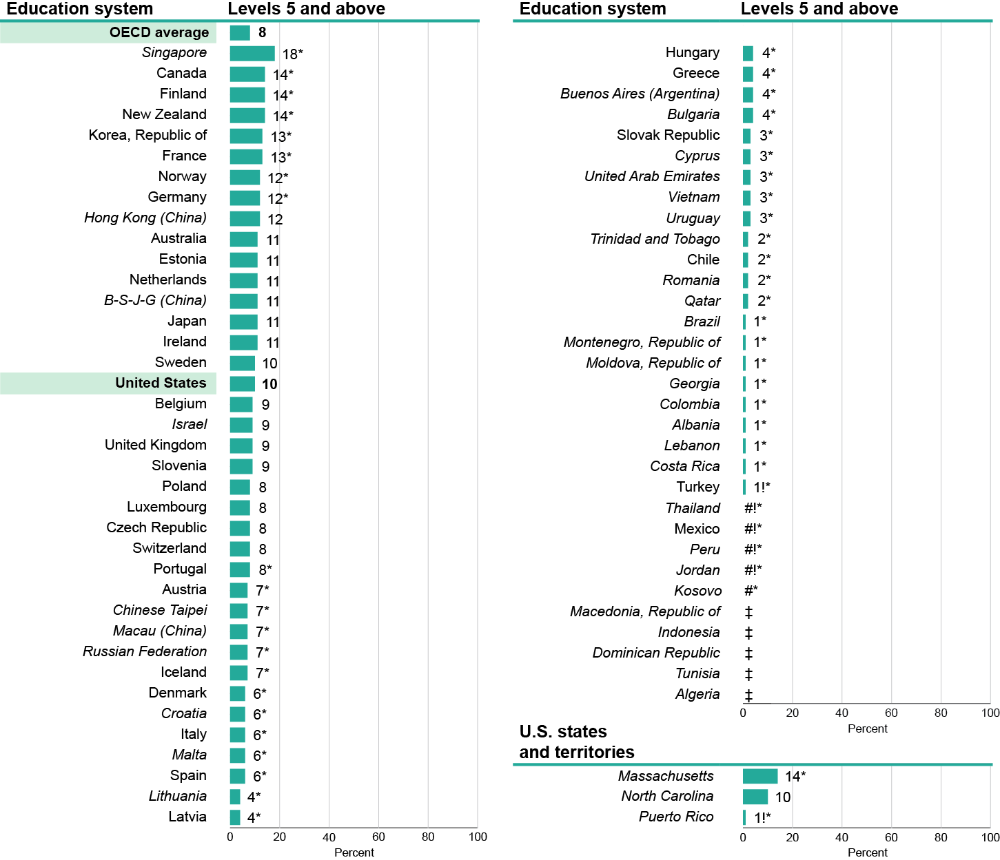 Education system Levels 5 and above
OECD average 8
Singapore 18*
Canada 14*
Finland 14*
New Zealand 14*
Korea, Republic of 13*
France 13*
Norway 12*
Germany 12*
Hong Kong (China) 12
Australia 11
Estonia 11
Netherlands 11
B-S-J-G (China) 11
Japan 11
Ireland 11
Sweden 10
United States 10
Belgium 9
Israel 9
United Kingdom 9
Slovenia 9
Poland 8
Luxembourg 8
Czech Republic 8
Switzerland 8
Portugal 8*
Austria 7*
Chinese Taipei 7*
Macau (China) 7*
Russian Federation 7*
Iceland 7*
Denmark 6*
Croatia 6*
Italy 6*
Malta 6*
Spain 6*
Lithuania 4*
Latvia 4*
0 20 40 60 80 100
Percent
Education system Levels 5 and above
Hungary 4*
Greece 4*
Buenos Aires (Argentina) 4*
Bulgaria 4*
Slovak Republic 3*
Cyprus 3*
United Arab Emirates 3*
Vietnam 3*
Uruguay 3*
Trinidad and Tobago 2*
Chile 2*
Romania 2*
Qatar 2*
Brazil 1*
Montenegro, Republic of 1*
Moldova, Republic of 1*
Georgia 1*
Colombia 1*
Albania 1*
Lebanon 1*
Costa Rica 1*
Turkey 1!*
Thailand #!*
Mexico #!*
Peru #!*
Jordan #!*
Kosovo #*
Macedonia, Republic of ‡
Indonesia ‡
Dominican Republic ‡
Tunisia ‡
Algeria ‡
0 20 40 60 80 100
Percent
U.S. states
and territories
Massachusetts 14*
North Carolina 10
Puerto Rico 1!*
0 20 40 60 80 100
Percent